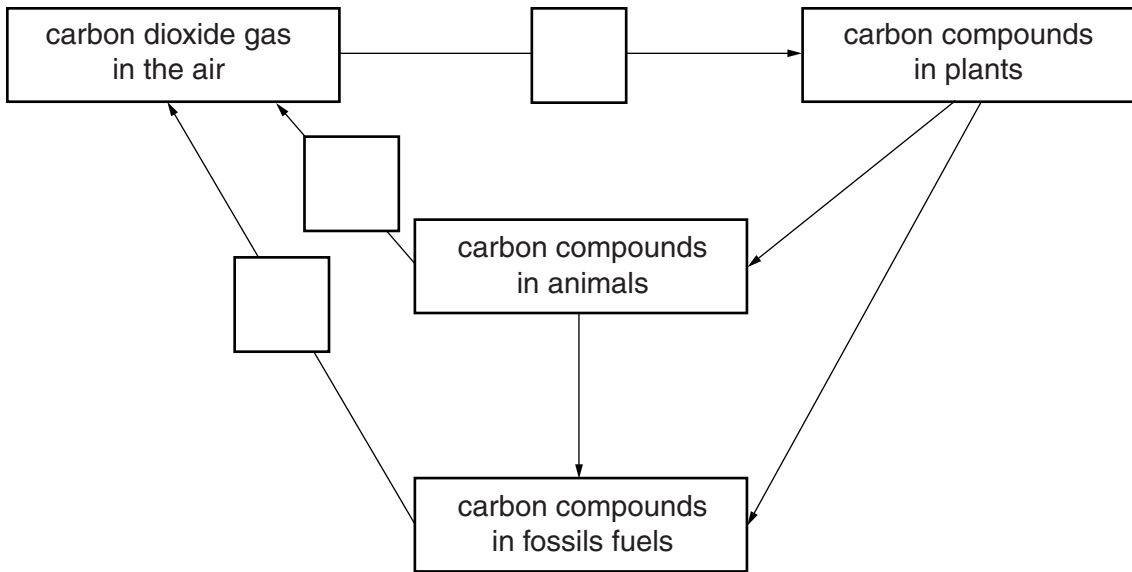 carbon dioxide gas
in the air
carbon compounds
in plants
carbon compounds
in animals
carbon compounds
in fossils fuels